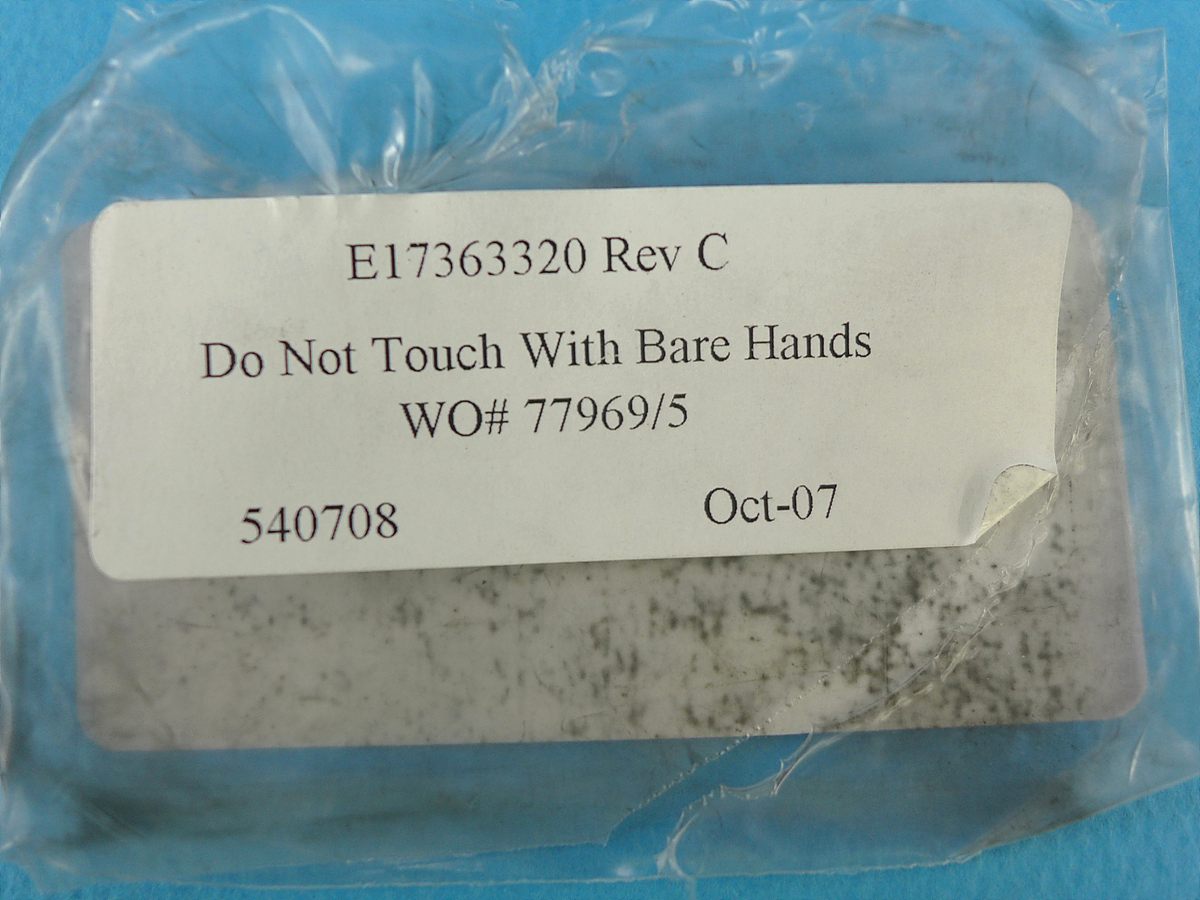 E17363320 Rev C
Do Not Touch With Bare Hands
WO# 77969/5
540708 Oct-07